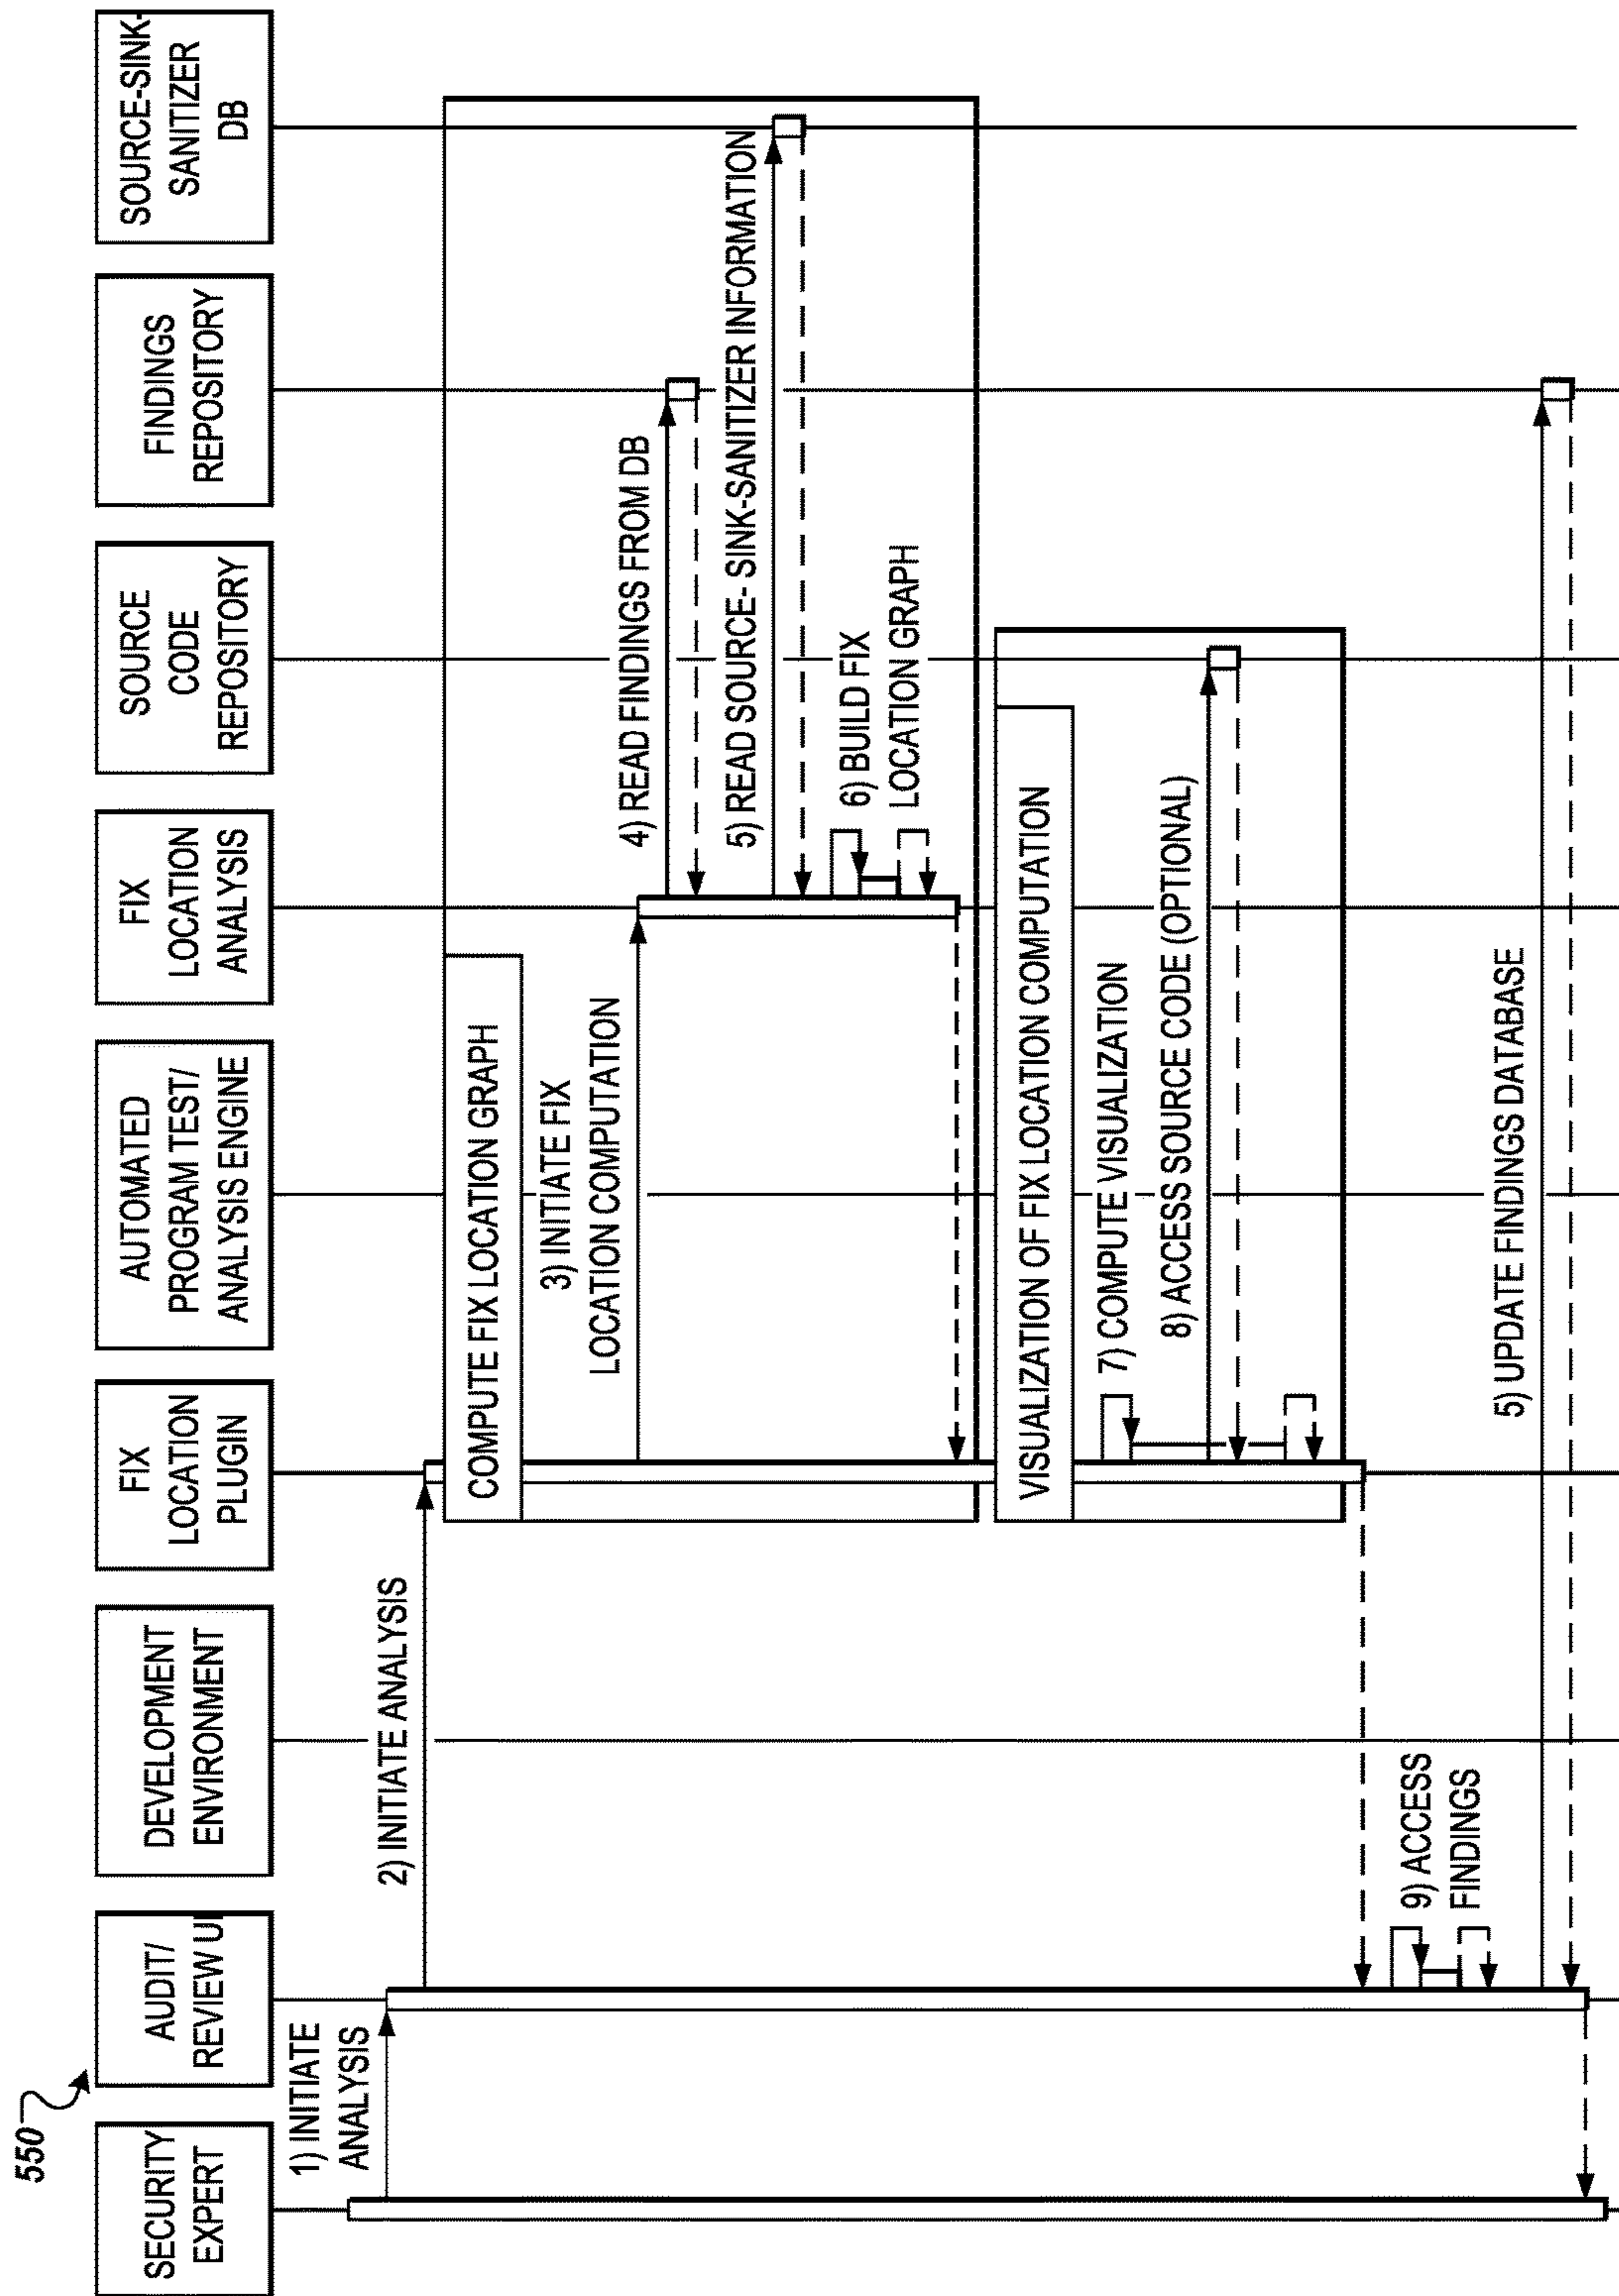 550
SECURITY
EXPERT
AUDIT/
REVIEW UI
DEVELOPMENT
ENVIRONMENT
FIX
LOCATION
PLUGIN
AUTOMATED
PROGRAM TEST/
ANALYSIS ENGINE
FIX
LOCATION
ANALYSIS
SOURCE
CODE
REPOSITORY
FINDINGS
REPOSITORY
SOURCE-SINK-
SANITIZER
DB
1) INITIATE
ANALYSIS
2) INITIATE ANALYSIS
COMPUTE FIX LOCATION GRAPH
3) INITIATE FIX
LOCATION COMPUTATION
4) READ FINDINGS FROM DB
5) READ SOURCE- SINK-SANITIZER INFORMATION
6) BUILD FIX
LOCATION GRAPH
VISUALIZATION OF FIX LOCATION COMPUTATION
7) COMPUTE VISUALIZATION
8) ACCESS SOURCE CODE (OPTIONAL)
9) ACCESS
FINDINGS
5) UPDATE FINDINGS DATABASE